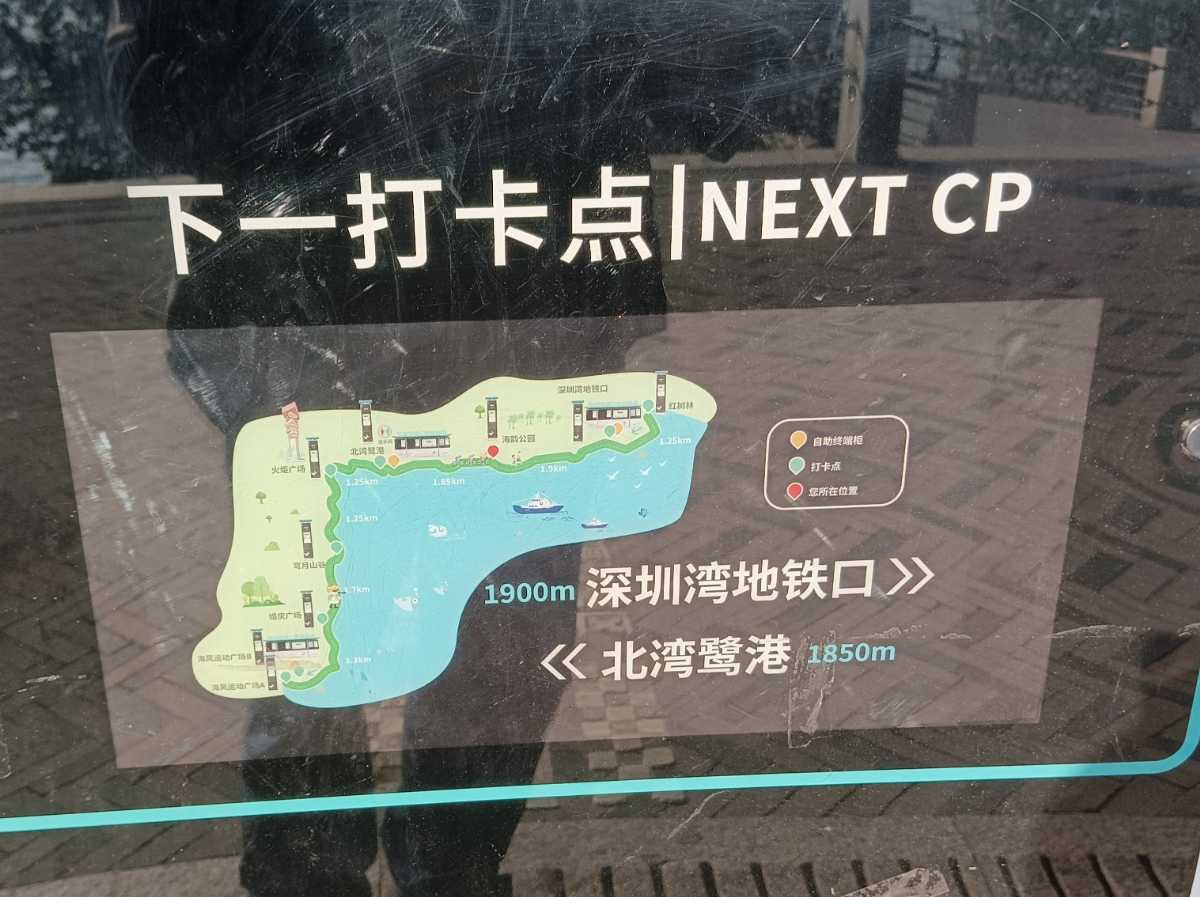 下一打卡点|NEXT CP
深圳湾地铁口
红树林
海韵公园
北湾鹭港
火炬广场
1.25km
1.9km
1.85km
1.25km
1.25km
弯月山谷
1.7km
婚庆广场
海风运动广场B
1.3km
海风运动广场A
自助终端柜
打卡点
您所在位置
1900m 深圳湾地铁口 >>
<< 北湾鹭港 1850m